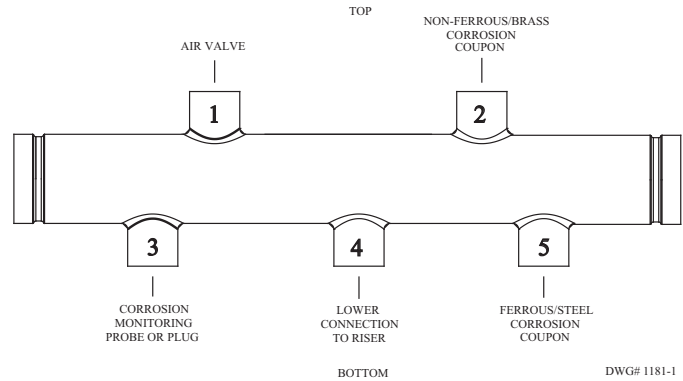 TOP
AIR VALVE
NON-FERROUS/BRASS
CORROSION
COUPON
1
2
3
4
5
CORROSION
MONITORING
PROBE OR PLUG
LOWER
CONNECTION
TO RISER
FERROUS/STEEL
CORROSION
COUPON
BOTTOM
DWG# 1181-1